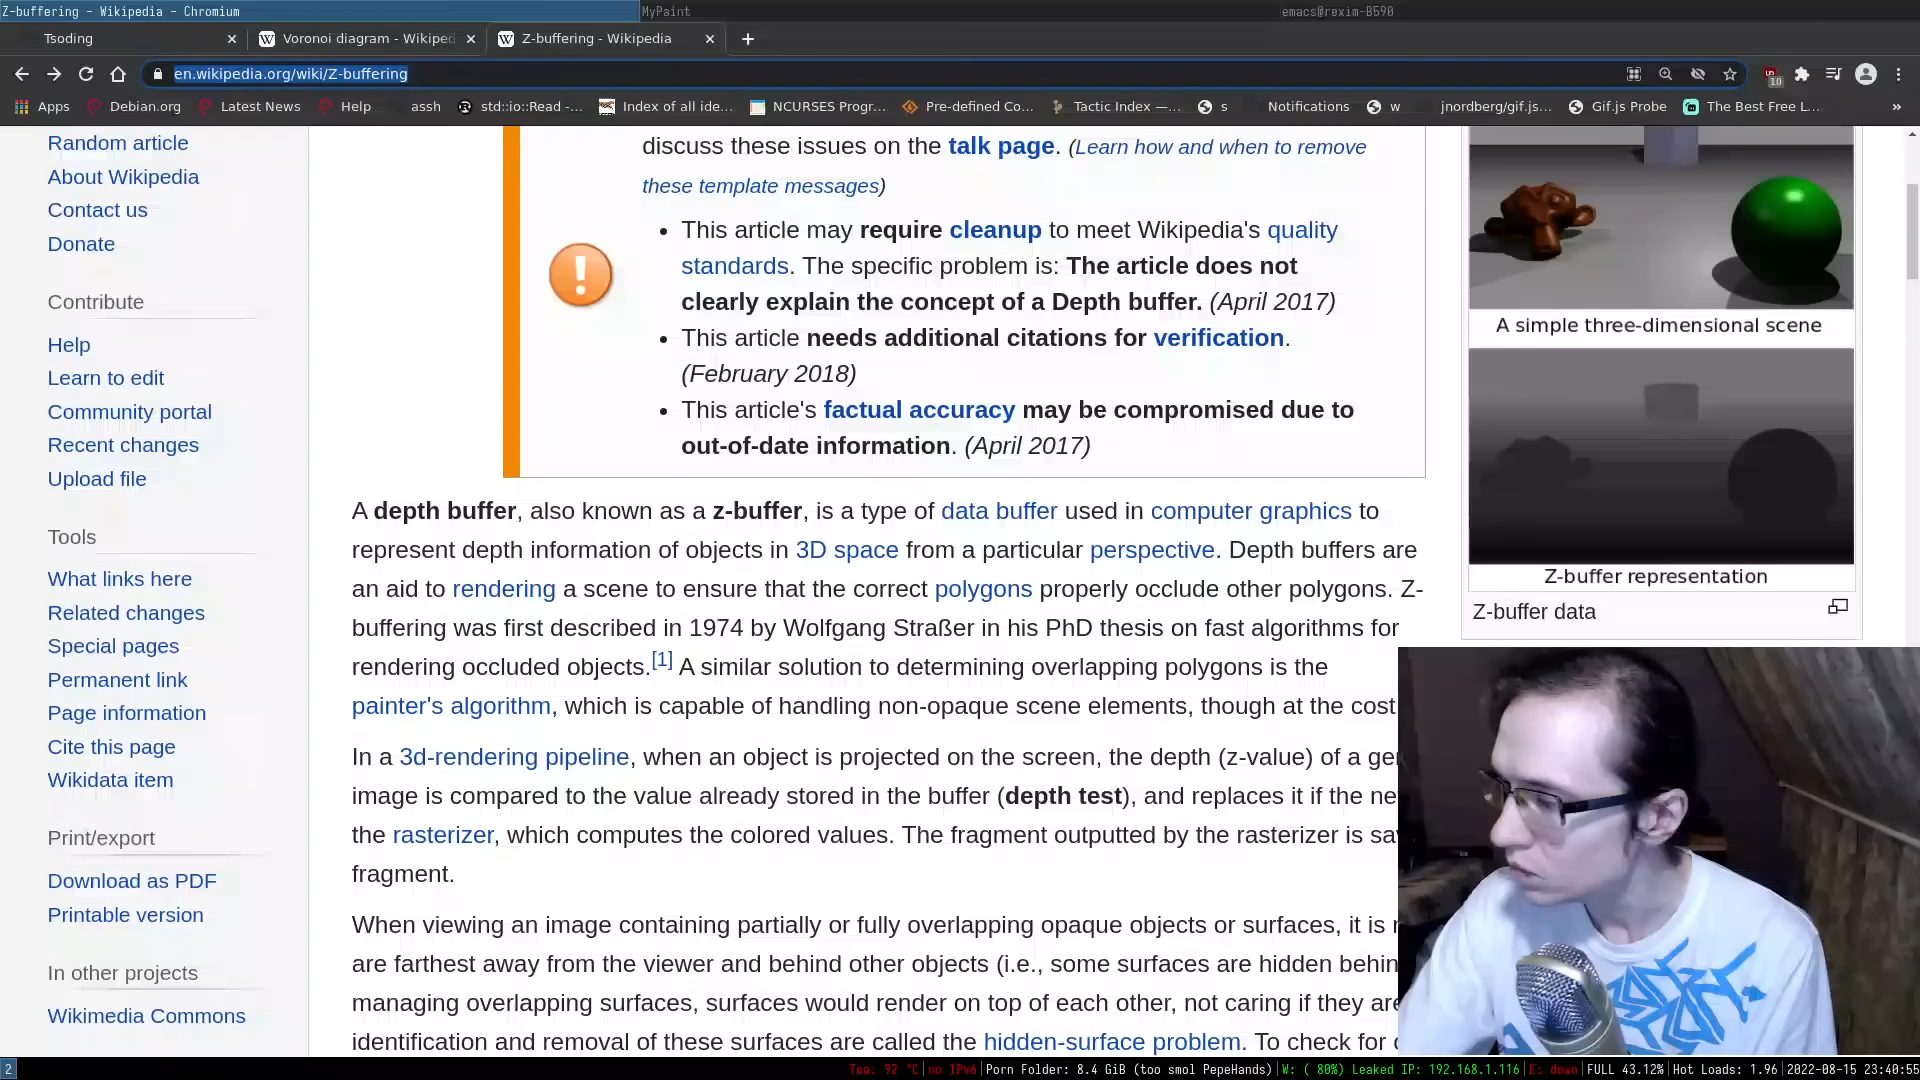 Z-buffering - Wikipedia - Chromium
MyPaint
emacs@rexim-B590
Tsoding
Voronoi diagram - Wikiped
Z-buffering - Wikipedia
en.wikipedia.org/wiki/Z-buffering
10
Apps
Debian.org
Latest News
Help
assh
std::io::Read -...
Index of all ide...
NCURSES Progr...
Pre-defined Co...
Tactic Index —...
s
Notifications
w
jnordberg/gif.js...
Gif.js Probe
The Best Free L...
»
Random article
About Wikipedia
Contact us
Donate
Contribute
Help
Learn to edit
Community portal
Recent changes
Upload file
Tools
What links here
Related changes
Special pages
Permanent link
Page information
Cite this page
Wikidata item
Print/export
Download as PDF
Printable version
In other projects
Wikimedia Commons
discuss these issues on the talk page. (Learn how and when to remove
these template messages)
• This article may require cleanup to meet Wikipedia's quality
standards. The specific problem is: The article does not
clearly explain the concept of a Depth buffer. (April 2017)
• This article needs additional citations for verification.
(February 2018)
• This article's factual accuracy may be compromised due to
out-of-date information. (April 2017)
A depth buffer, also known as a z-buffer, is a type of data buffer used in computer graphics to
represent depth information of objects in 3D space from a particular perspective. Depth buffers are
an aid to rendering a scene to ensure that the correct polygons properly occlude other polygons. Z-
buffering was first described in 1974 by Wolfgang Straßer in his PhD thesis on fast algorithms for
rendering occluded objects.[1] A similar solution to determining overlapping polygons is the
painter's algorithm, which is capable of handling non-opaque scene elements, though at the cost
In a 3d-rendering pipeline, when an object is projected on the screen, the depth (z-value) of a
image is compared to the value already stored in the buffer (depth test), and replaces it if the
the rasterizer, which computes the colored values. The fragment outputted by the rasterizer is
fragment.
When viewing an image containing partially or fully overlapping opaque objects or surfaces, it is
are farthest away from the viewer and behind other objects (i.e., some surfaces are hidden
managing overlapping surfaces, surfaces would render on top of each other, not caring if they
identification and removal of these surfaces are called the hidden-surface problem. To check for
A simple three-dimensional scene
Z-buffer representation
Z-buffer data
2
Tea: 92 °C|no IPv6|Porn Folder: 8.4 GiB (too smol PepeHands)|W: ( 80%) Leaked IP: 192.168.1.116|E: down|FULL 43.12%|Hot Loads: 1.96|2022-08-15 23:40:55